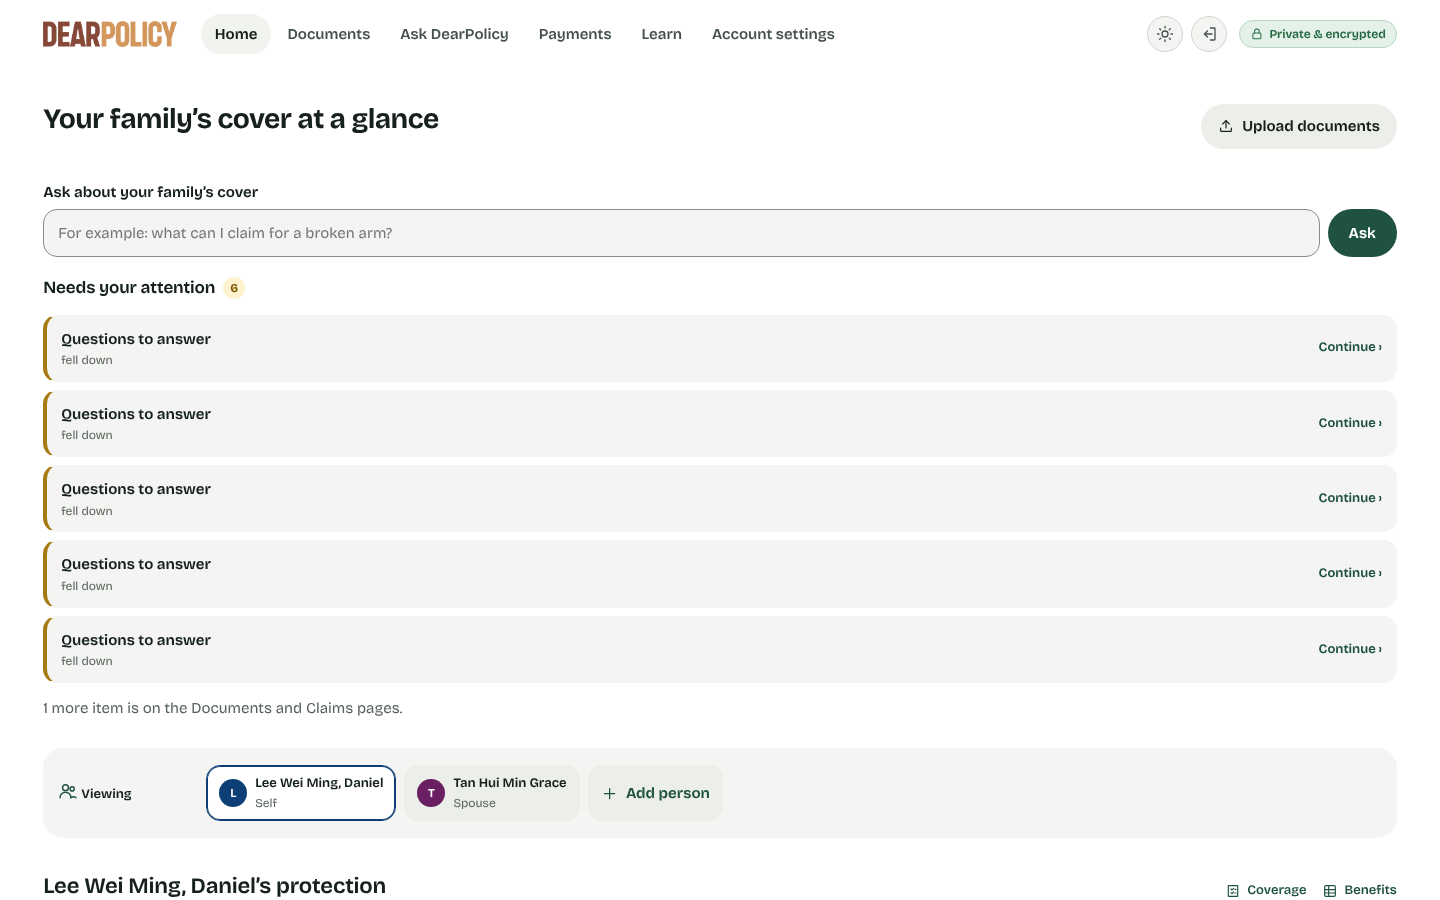 DEARPOLICY
Home
Documents
Ask DearPolicy
Payments
Learn
Account settings
Private & encrypted
Your family's cover at a glance
Upload documents
Ask about your family's cover
For example: what can I claim for a broken arm?
Ask
Needs your attention 6
Questions to answer
fell down
Continue ›
Questions to answer
fell down
Continue ›
Questions to answer
fell down
Continue ›
Questions to answer
fell down
Continue ›
Questions to answer
fell down
Continue ›
1 more item is on the Documents and Claims pages.
Viewing
L
Lee Wei Ming, Daniel
Self
T
Tan Hui Min Grace
Spouse
Add person
Lee Wei Ming, Daniel's protection
Coverage
Benefits